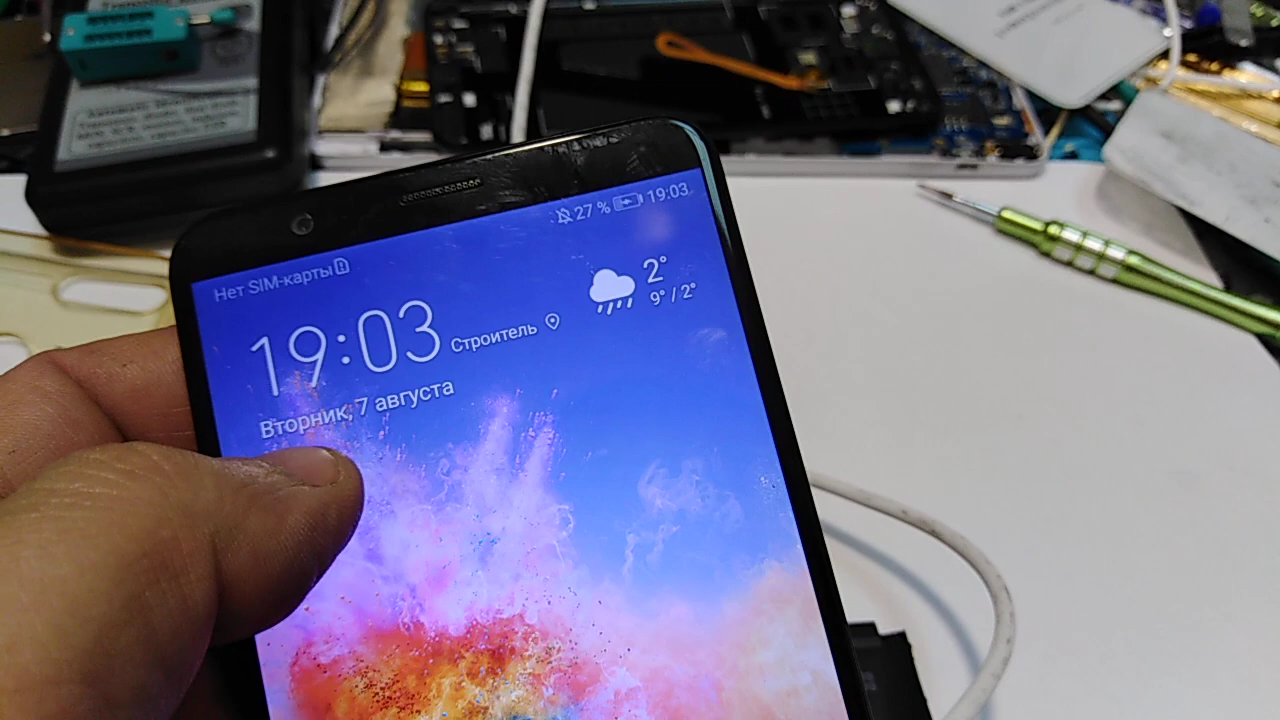 27 % 19:03
Нет SIM-карты
19:03 Строитель
2°
9° / 2°
Вторник, 7 августа